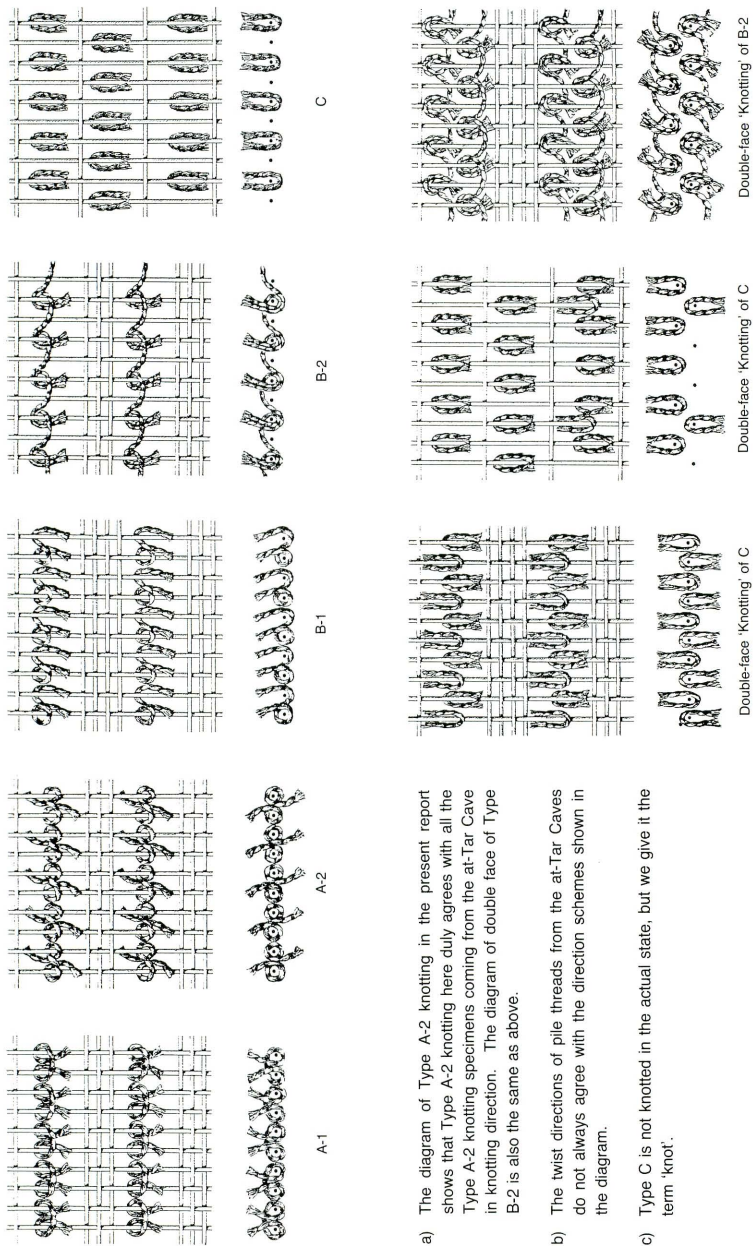 A-1
A-2
B-1
B-2
C
a) The diagram of Type A-2 knotting in the present report
shows that Type A-2 knotting here duly agrees with all the
Type A-2 knotting specimens coming from the at-Tar Cave
in knotting direction. The diagram of double face of Type
B-2 is also the same as above.
b) The twist directions of pile threads from the at-Tar Caves
do not always agree with the direction schemes shown in
the diagram.
c) Type C is not knotted in the actual state, but we give it the
term 'knot'.
Double-face 'Knotting' of C
Double-face 'Knotting' of C
Double-face 'Knotting' of B-2